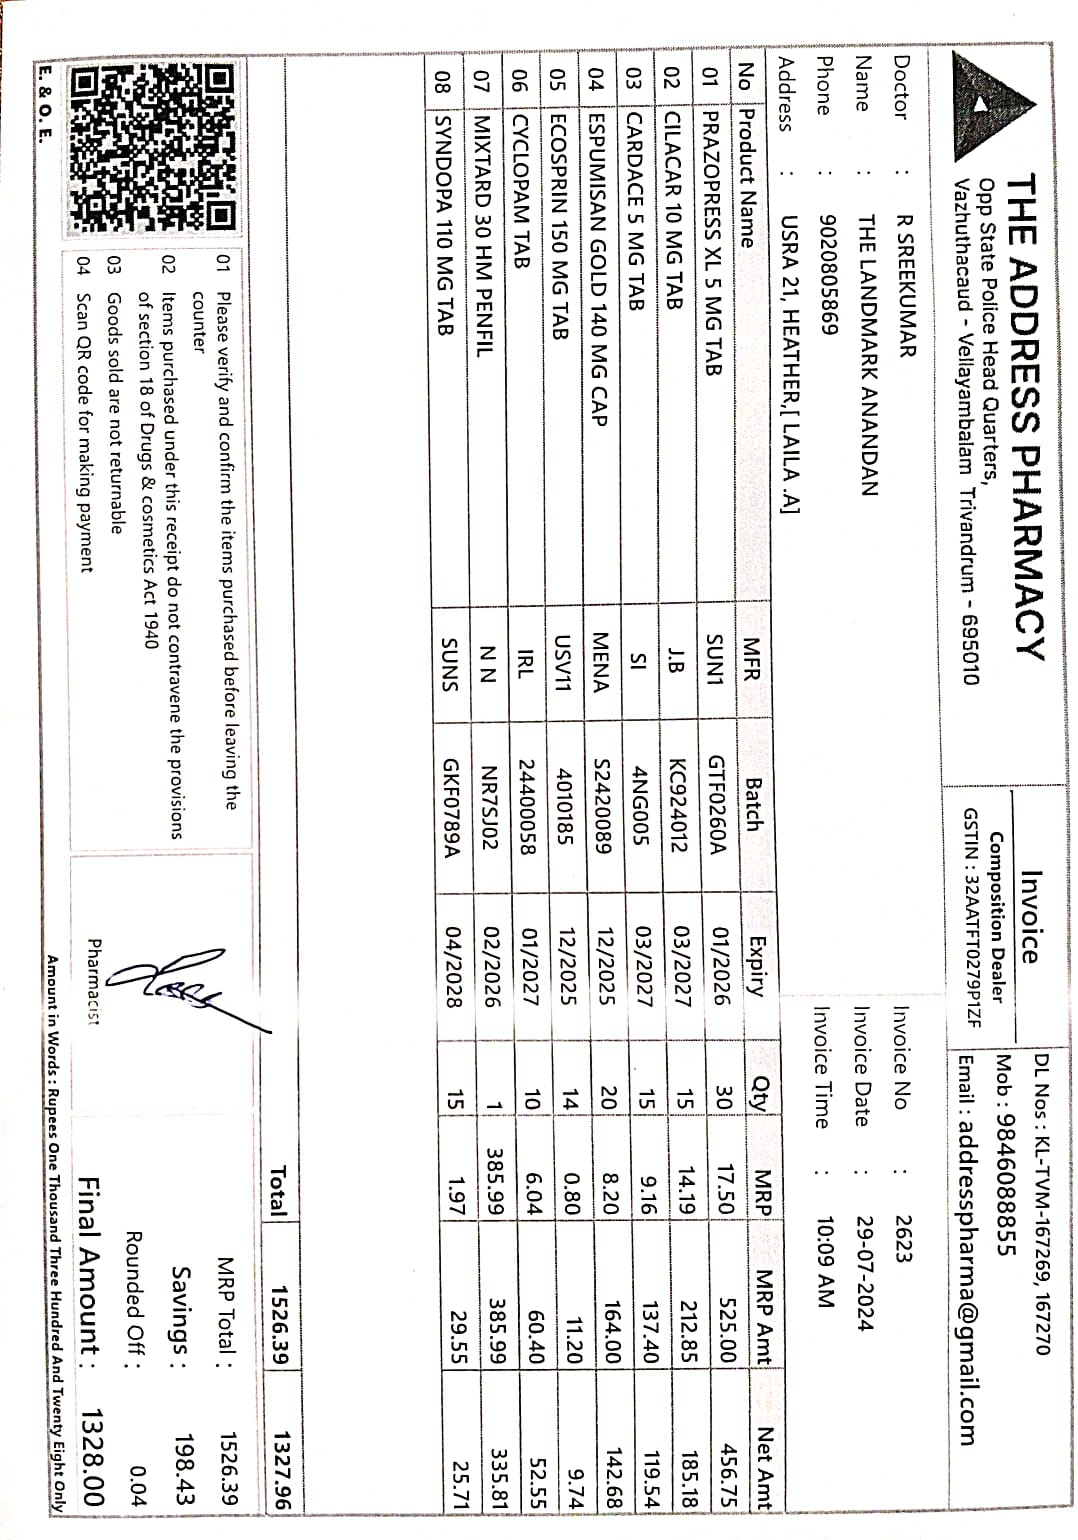 THE ADDRESS PHARMACY
Opp State Police Head Quarters,
Vazhuthacaud - Vellayambalam Trivandrum - 695010
Invoice
Composition Dealer
GSTIN : 32AATFT0279P1ZF
DL Nos : KL-TVM-167269, 167270
Mob : 9846088855
Email : addresspharma@gmail.com
Doctor : R SREEKUMAR
Name : THE LANDMARK ANANDAN
Phone : 9020805869
Address : USRA 21, HEATHER,[ LAILA .A]
Invoice No : 2623
Invoice Date : 29-07-2024
Invoice Time : 10:09 AM
No Product Name MFR Batch Expiry Qty MRP MRP Amt Net Amt
01 PRAZOPRESS XL 5 MG TAB SUN1 GTF0260A 01/2026 30 17.50 525.00 456.75
02 CILACAR 10 MG TAB J.B KC924012 03/2027 15 14.19 212.85 185.18
03 CARDACE 5 MG TAB SI 4NG005 03/2027 15 9.16 137.40 119.54
04 ESPUMISAN GOLD 140 MG CAP MENA S2420089 12/2025 20 8.20 164.00 142.68
05 ECOSPRIN 150 MG TAB USV11 4010185 12/2025 14 0.80 11.20 9.74
06 CYCLOPAM TAB IRL 24400058 01/2027 10 6.04 60.40 52.55
07 MIXTARD 30 HM PENFIL N N NR7SJ02 02/2026 1 385.99 385.99 335.81
08 SYNDOPA 110 MG TAB SUNS GKF0789A 04/2028 15 1.97 29.55 25.71
Total 1526.39 1327.96
01 Please verify and confirm the items purchased before leaving the
counter
02 Items purchased under this receipt do not contravene the provisions
of section 18 of Drugs & cosmetics Act 1940
03 Goods sold are not returnable
04 Scan QR code for making payment
Pharmacist
MRP Total : 1526.39
Savings : 198.43
Rounded Off : 0.04
Final Amount : 1328.00
E. & O. E.
Amount in Words : Rupees One Thousand Three Hundred And Twenty Eight Only